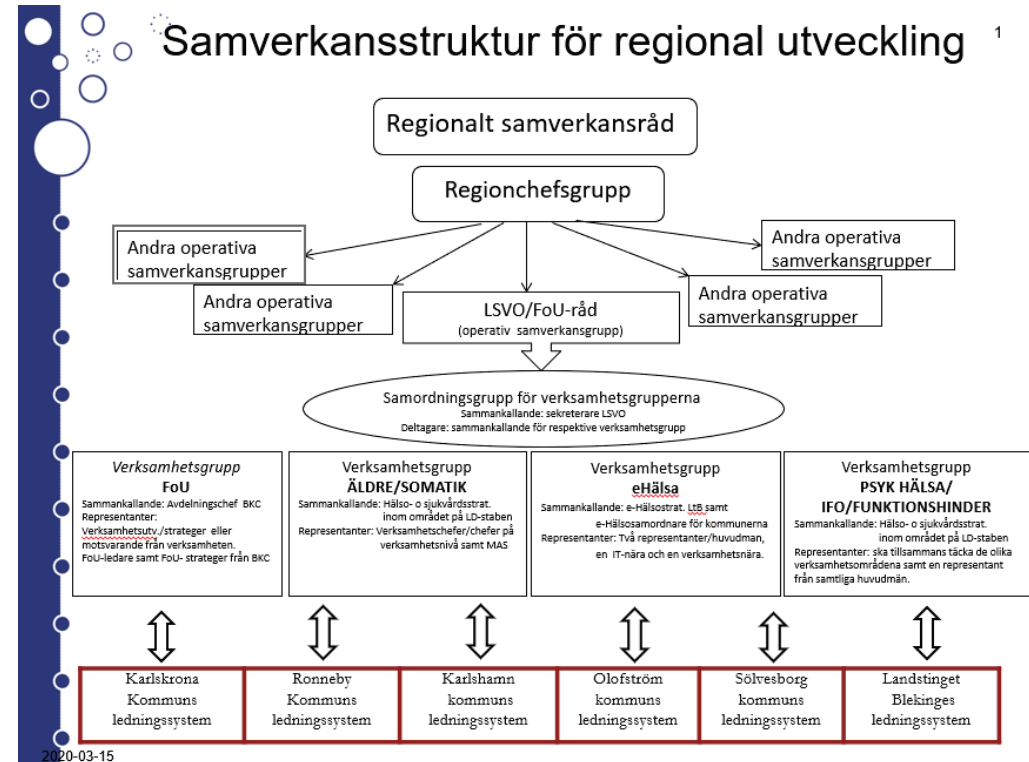 Samverkansstruktur för regional utveckling
1
Regionalt samverkansråd
Regionchefsgrupp
Andra operativa
samverkansgrupper
Andra operativa
samverkansgrupper
LSVO/FoU-råd
(operativ samverkansgrupp)
Andra operativa
samverkansgrupper
Andra operativa
samverkansgrupper
Samordningsgrupp för verksamhetsgrupperna
Sammankallande: sekreterare LSVO
Deltagare: sammankallande för respektive verksamhetsgrupp
Verksamhetsgrupp
FoU
Sammankallande: Avdelningschef BKC
Representanter:
Verksamhetsutv./strateger eller
motsvarande från verksamheten.
FoU-ledare samt FoU- strateger från BKC
Verksamhetsgrupp
ÄLDRE/SOMATIK
Sammankallande: Hälso- o sjukvårdsstrat.
inom området på LD-staben
Representanter: Verksamhetschefer/chefer på
verksamhetsnivå samt MAS
Verksamhetsgrupp
eHälsa
Sammankallande: e-Hälsostrat. LtB samt
e-Hälsosamordnare för kommunerna
Representanter: Två representanter/huvudman,
en IT-nära och en verksamhetsnära.
Verksamhetsgrupp
PSYK HÄLSA/
IFO/FUNKTIONSHINDER
Sammankallande: Hälso- o sjukvårdsstrat.
inom området på LD-staben
Representanter: ska tillsammans täcka de olika
verksamhetsområdena samt en representant
från samtliga huvudmän.
Karlskrona
Kommuns
ledningssystem
Ronneby
Kommuns
ledningssystem
Karlshamn
kommuns
ledningssystem
Olofström
kommuns
ledningssystem
Sölvesborg
kommuns
ledningssystem
Landstinget
Blekinges
ledningssystem
2020-03-15